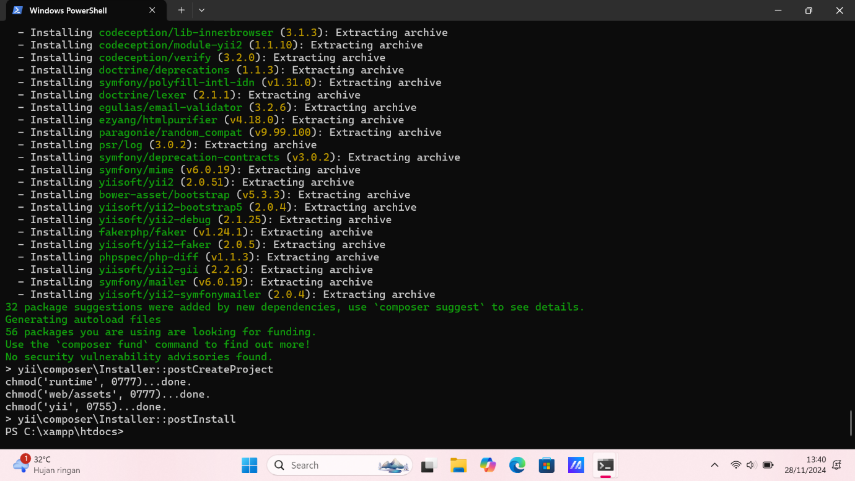 Windows PowerShell
- Installing codeception/lib-innerbrowser (3.1.3): Extracting archive
- Installing codeception/module-yii2 (1.1.10): Extracting archive
- Installing codeception/verify (3.2.0): Extracting archive
- Installing doctrine/deprecations (1.1.3): Extracting archive
- Installing symfony/polyfill-intl-idn (v1.31.0): Extracting archive
- Installing doctrine/lexer (2.1.1): Extracting archive
- Installing egulias/email-validator (3.2.6): Extracting archive
- Installing ezyang/htmlpurifier (v4.18.0): Extracting archive
- Installing paragonie/random_compat (v9.99.100): Extracting archive
- Installing psr/log (3.0.2): Extracting archive
- Installing symfony/deprecation-contracts (v3.0.2): Extracting archive
- Installing symfony/mime (v6.0.19): Extracting archive
- Installing yiisoft/yii2 (2.0.51): Extracting archive
- Installing bower-asset/bootstrap (v5.3.3): Extracting archive
- Installing yiisoft/yii2-bootstrap5 (2.0.4): Extracting archive
- Installing yiisoft/yii2-debug (2.1.25): Extracting archive
- Installing fakerphp/faker (v1.24.1): Extracting archive
- Installing yiisoft/yii2-faker (2.0.5): Extracting archive
- Installing phpspec/php-diff (v1.1.3): Extracting archive
- Installing yiisoft/yii2-gii (2.2.6): Extracting archive
- Installing symfony/mailer (v6.0.19): Extracting archive
- Installing yiisoft/yii2-symfonymailer (2.0.4): Extracting archive
32 package suggestions were added by new dependencies, use `composer suggest` to see details.
Generating autoload files
56 packages you are using are looking for funding.
Use the `composer fund` command to find out more!
No security vulnerability advisories found.
> yii\composer\Installer::postCreateProject
chmod('runtime', 0777)...done.
chmod('web/assets', 0777)...done.
chmod('yii', 0755)...done.
> yii\composer\Installer::postInstall
PS C:\xampp\htdocs>
1
32°C
Hujan ringan
Search
13:40
28/11/2024